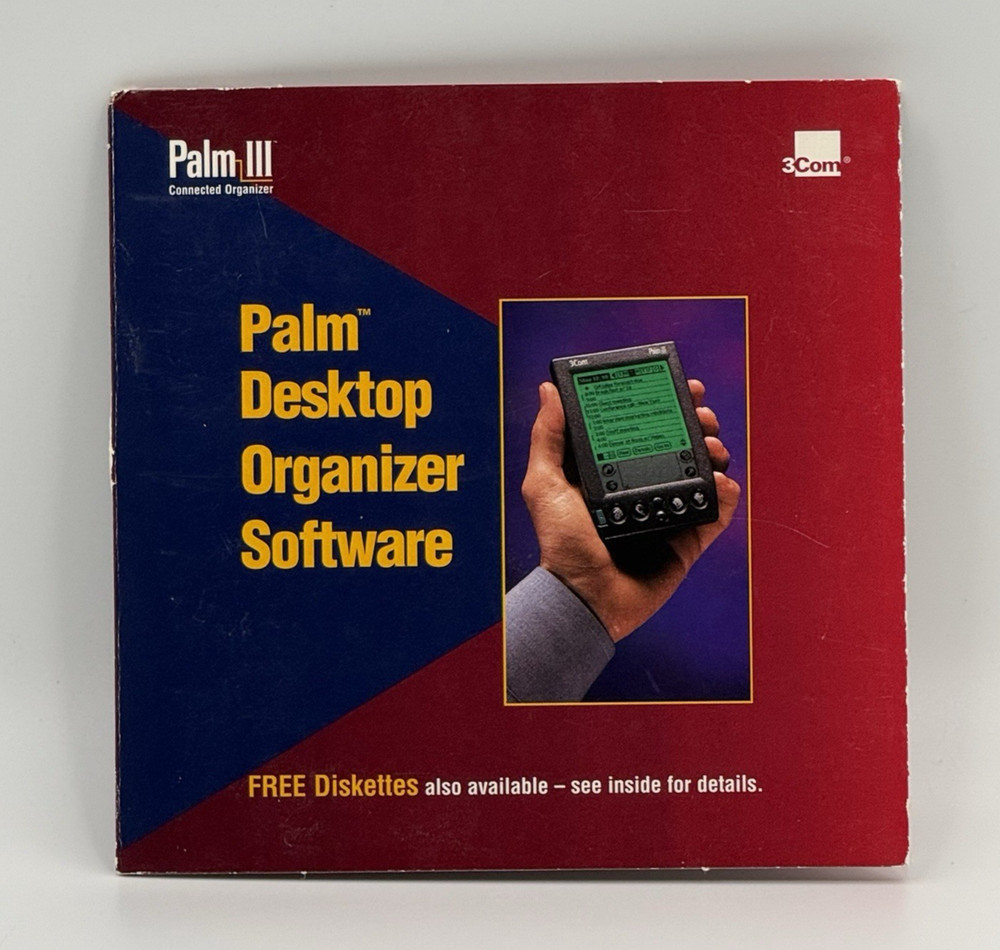 Palm III™
Connected Organizer
3Com®
Palm™
Desktop
Organizer
Software
3Com Palm III
FREE Diskettes also available – see inside for details.